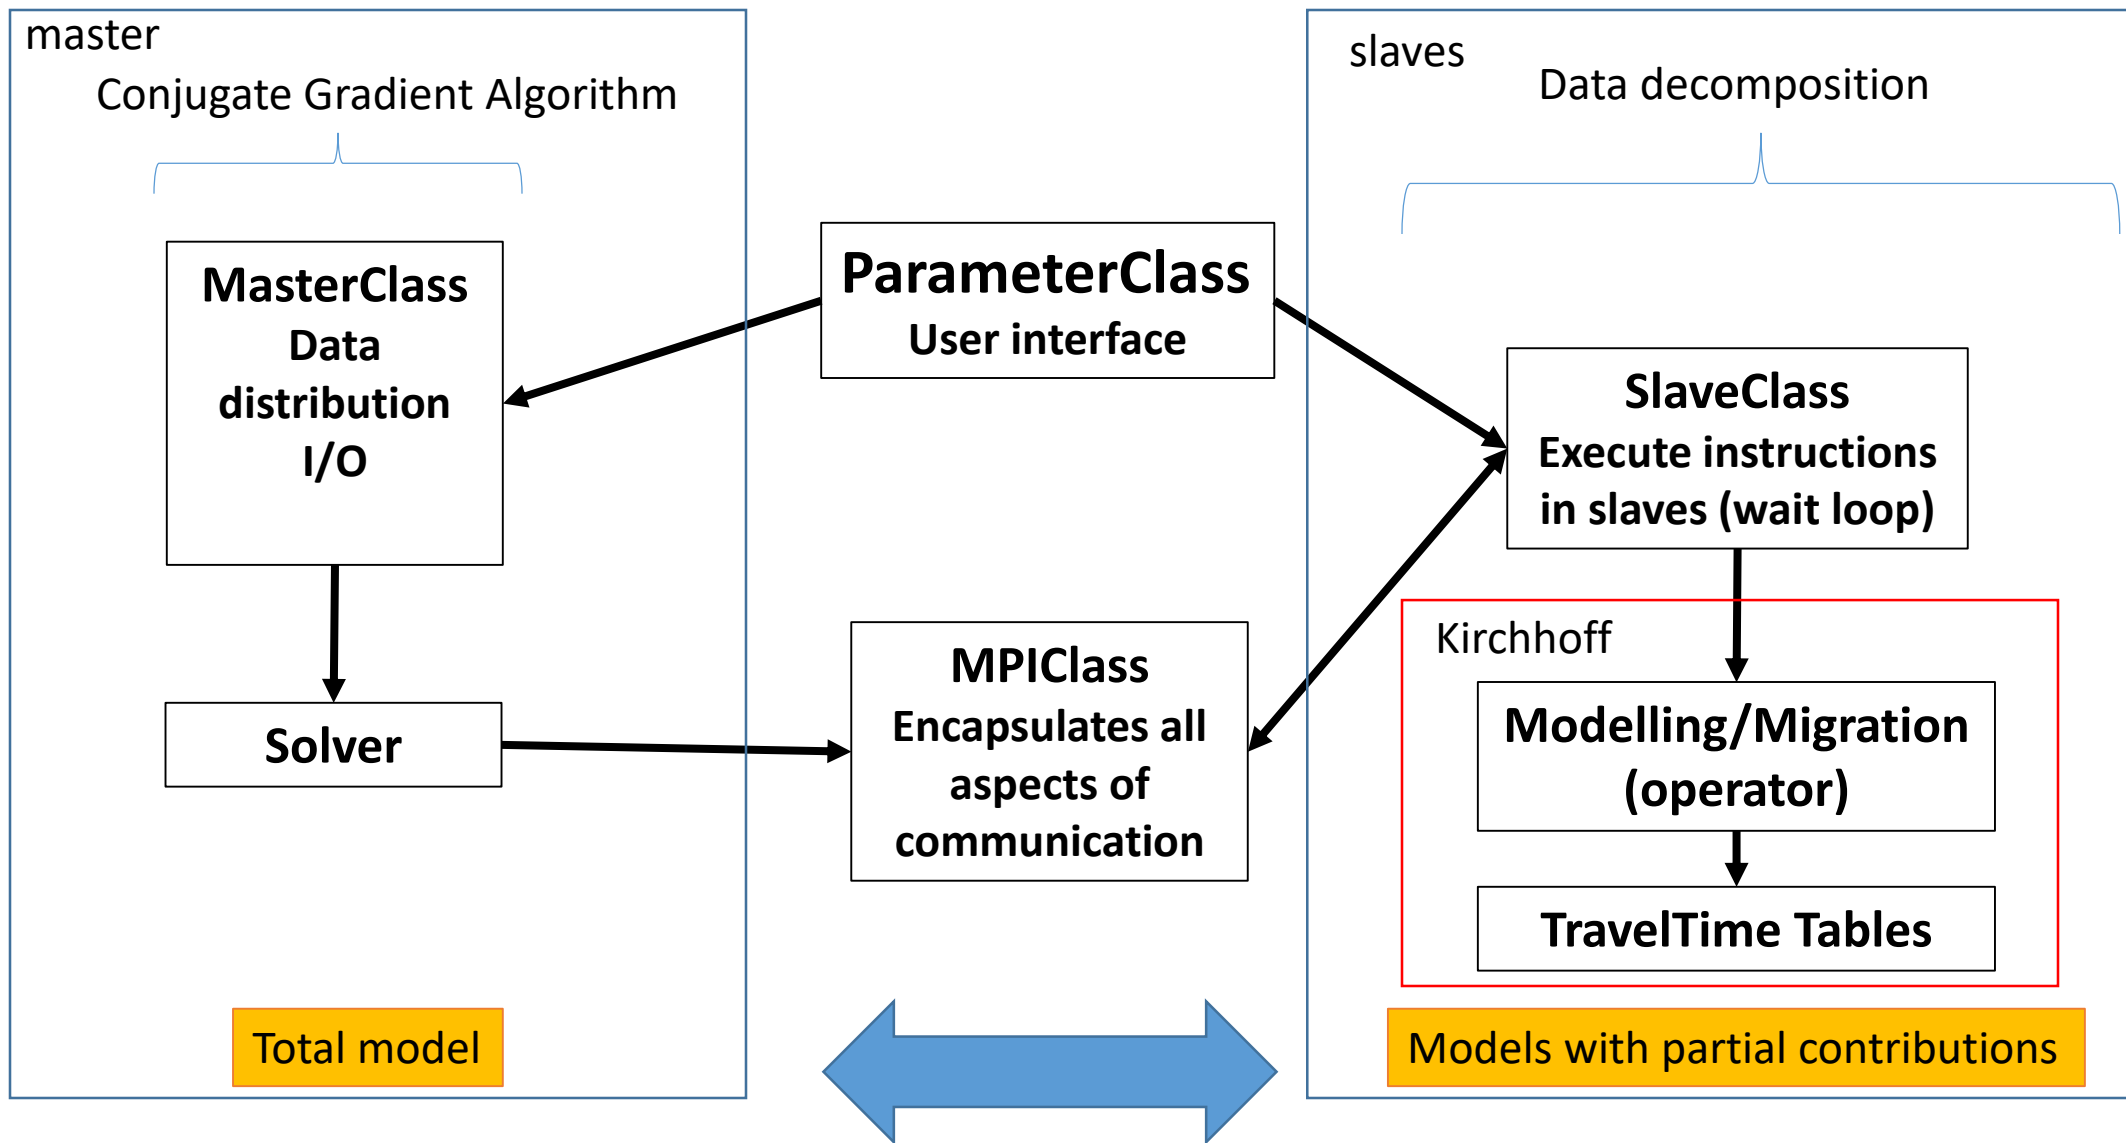 master
Conjugate Gradient Algorithm
MasterClass
Data
distribution
I/O
Solver
Total model
ParameterClass
User interface
MPIClass
Encapsulates all
aspects of
communication
slaves
Data decomposition
SlaveClass
Execute instructions
in slaves (wait loop)
Kirchhoff
Modelling/Migration
(operator)
TravelTime Tables
Models with partial contributions